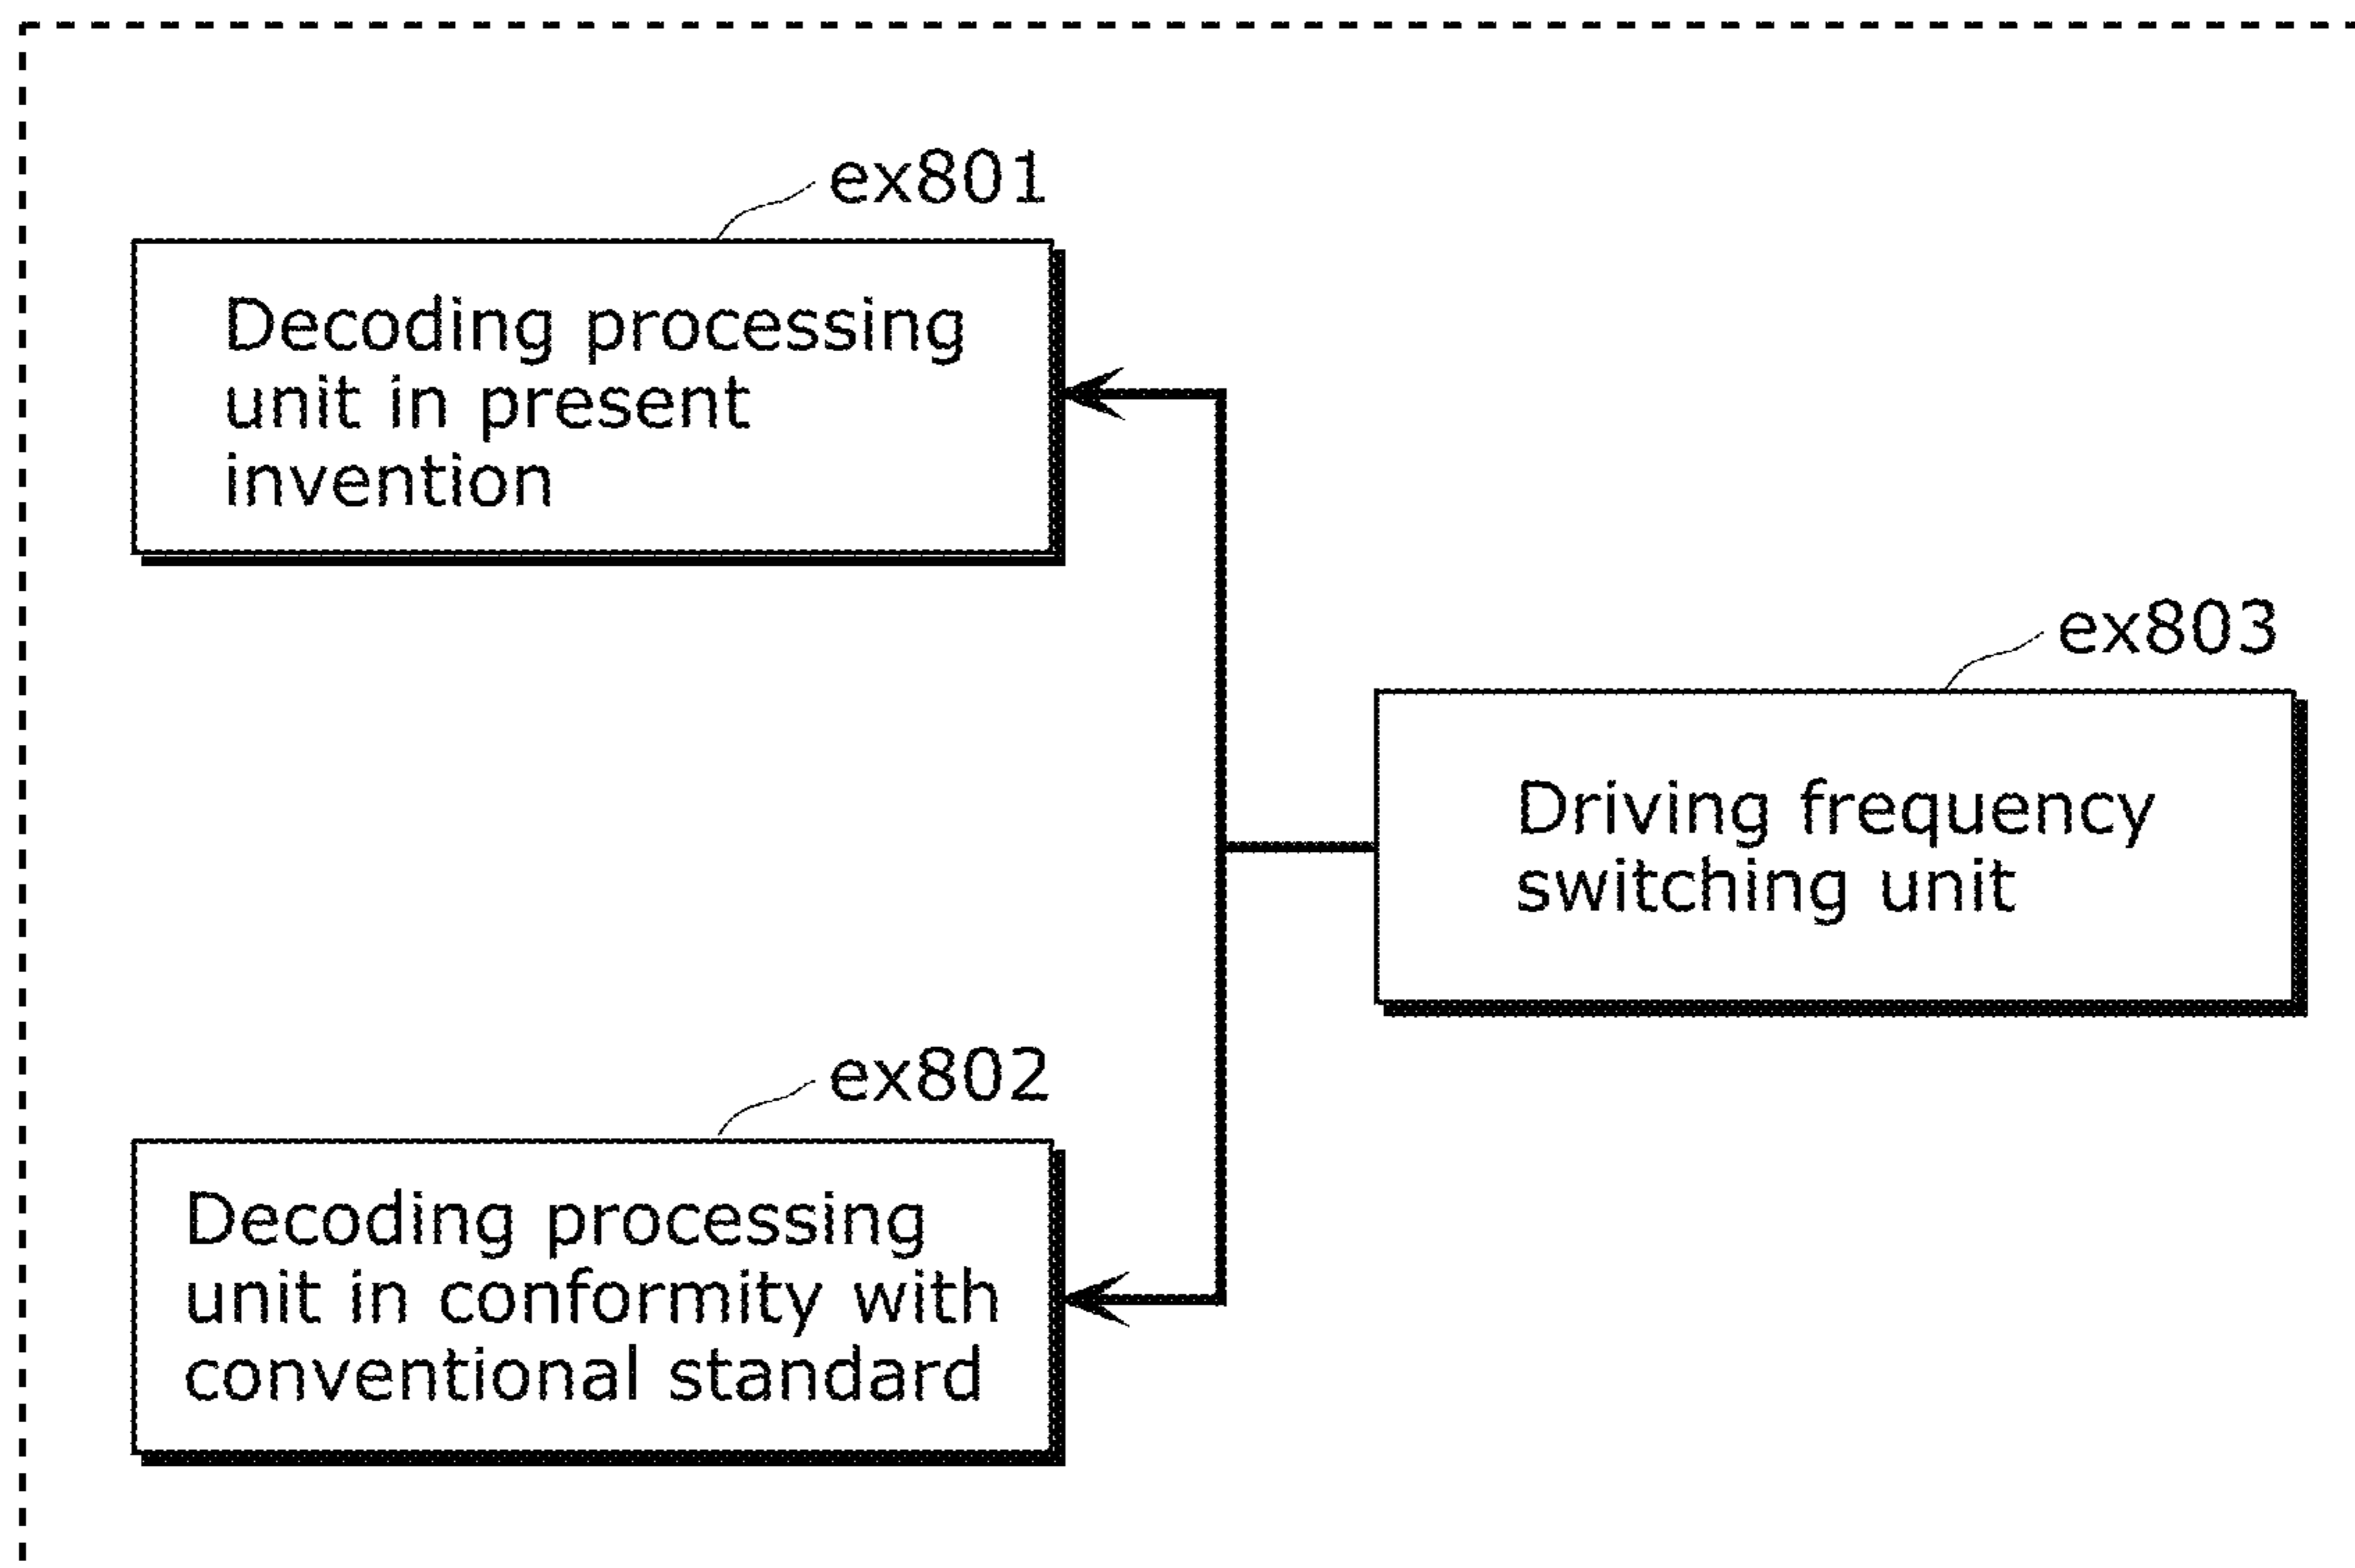 ex801
Decoding processing
unit in present
invention
ex803
Driving frequency
switching unit
ex802
Decoding processing
unit in conformity with
conventional standard